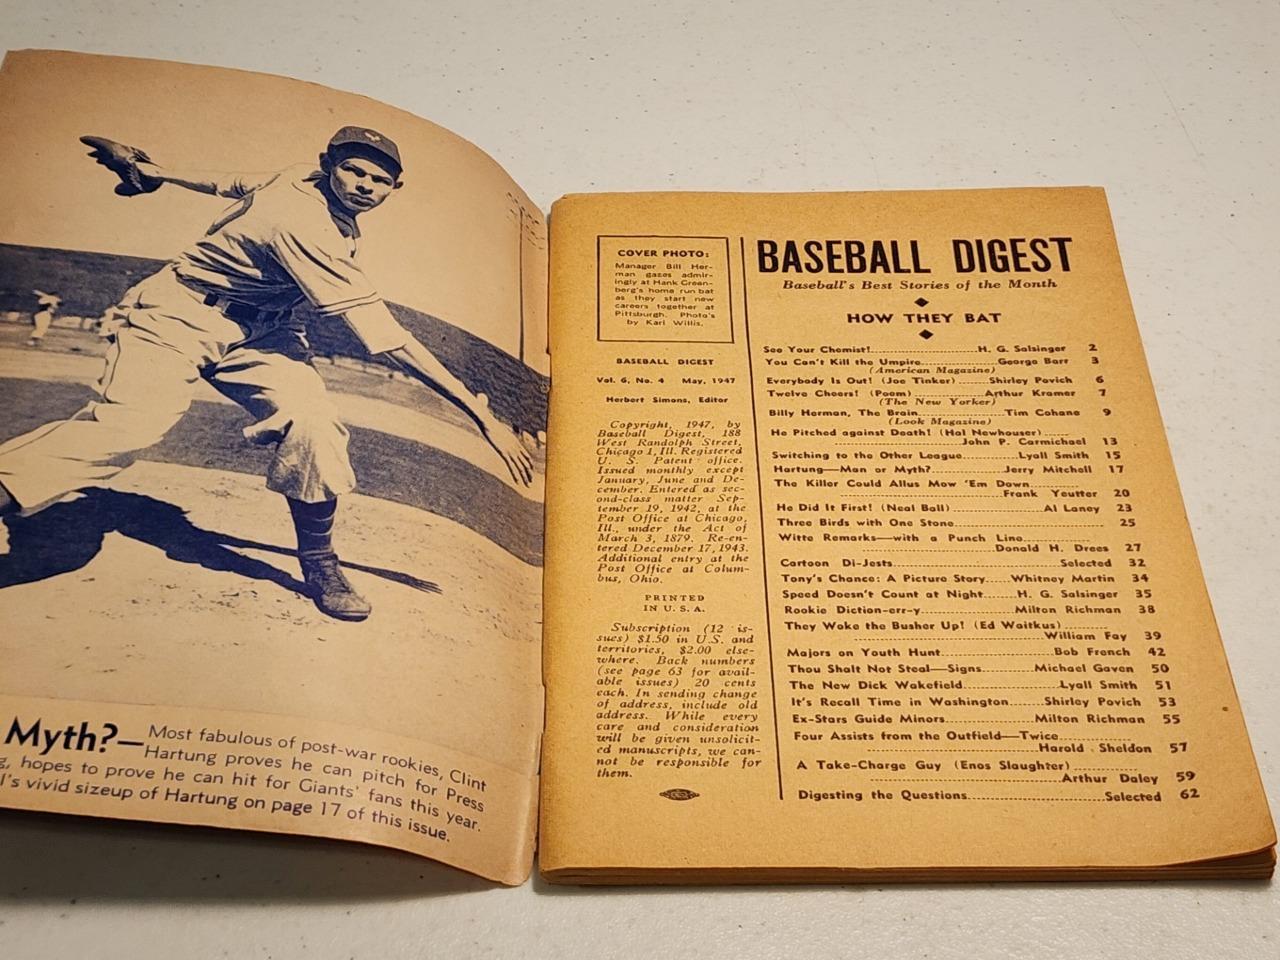 Myth?—Most fabulous of post-war rookies, Clint
Hartung proves he can pitch for Press
hopes to prove he can hit for Giants' fans this year.
l's vivid sizeup of Hartung on page 17 of this issue.
COVER PHOTO:
Manager Bill Her-
man gazes admir-
ingly at Hank Green-
berg's home run bat
as they start new
careers together at
Pittsburgh. Photo's
by Karl Willis.
BASEBALL DIGEST
Vol. 6, No. 4 May, 1947
Herbert Simons, Editor
Copyright, 1947, by
Baseball Digest, 188
West Randolph Street,
Chicago 1, Ill. Registered
U. S. Patent office.
Issued monthly except
January, June and De-
cember. Entered as sec-
ond-class matter Sep-
tember 19, 1942, at the
Post Office at Chicago,
Ill., under the Act of
March 3, 1879. Re-en-
tered December 17, 1943.
Additional entry at the
Post Office at Colum-
bus, Ohio.
PRINTED
IN U. S. A.
Subscription (12 is-
sues) $1.50 in U.S. and
territories, $2.00 else-
where. Back numbers
(see page 63 for avail-
able issues) 20 cents
each. In sending change
of address, include old
address. While every
care and consideration
will be given unsolicit-
ed manuscripts, we can-
not be responsible for
them.
BASEBALL DIGEST
Baseball's Best Stories of the Month
HOW THEY BAT
See Your Chemist!..........H. G. Salsinger 2
You Can't Kill the Umpire..........George Barr 3
(American Magazine)
Everybody Is Out! (Joe Tinker)..........Shirley Povich 6
Twelve Cheers! (Poem)..........Arthur Kramer 7
(The New Yorker)
Billy Herman, The Brain..........Tim Cohane 9
(Look Magazine)
He Pitched against Death! (Hal Newhouser)......
John P. Carmichael 13
Switching to the Other League..........Lyall Smith 15
Hartung—Man or Myth?..........Jerry Mitchell 17
The Killer Could Allus Mow 'Em Down..........
..........Frank Yeutter 20
He Did It First! (Neal Ball)..........Al Laney 23
Three Birds with One Stone.......... 25
Witte Remarks—with a Punch Line..........
..........Donald H. Drees 27
Cartoon Di-Jests..........Selected 32
Tony's Chance: A Picture Story......Whitney Martin 34
Speed Doesn't Count at Night......H. G. Salsinger 35
Rookie Diction-err-y..........Milton Richman 38
They Woke the Busher Up! (Ed Waitkus)..........
..........William Fay 39
Majors on Youth Hunt..........Bob French 42
Thou Shalt Not Steal—Signs..........Michael Gaven 50
The New Dick Wakefield..........Lyall Smith 51
It's Recall Time in Washington..........Shirley Povich 53
Ex-Stars Guide Minors..........Milton Richman 55
Four Assists from the Outfield—Twice..........
..........Harold Sheldon 57
A Take-Charge Guy (Enos Slaughter)..........
..........Arthur Daley 59
Digesting the Questions..........Selected 62